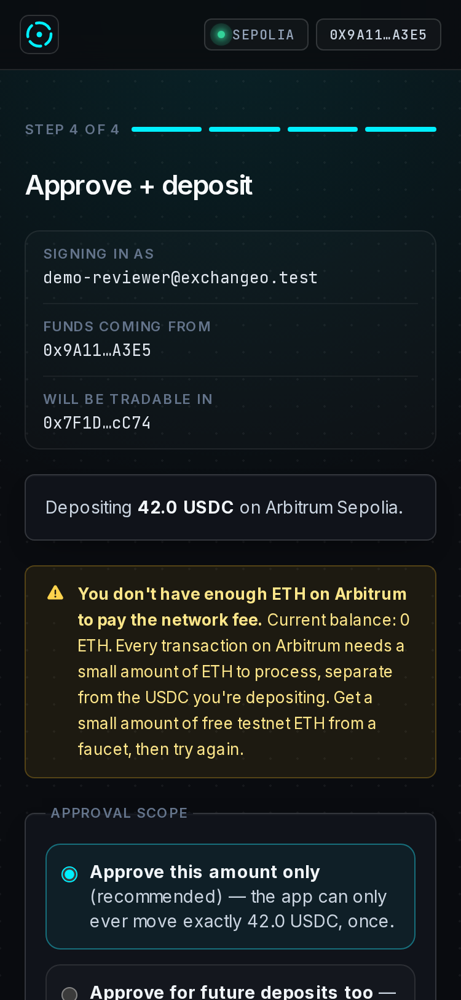 SEPOLIA
0X9A11…A3E5
STEP 4 OF 4
Approve + deposit
SIGNING IN AS
demo-reviewer@exchangeo.test
FUNDS COMING FROM
0x9A11…A3E5
WILL BE TRADABLE IN
0x7F1D…cC74
Depositing 42.0 USDC on Arbitrum Sepolia.
You don't have enough ETH on Arbitrum
to pay the network fee. Current balance: 0
ETH. Every transaction on Arbitrum needs a
small amount of ETH to process, separate
from the USDC you're depositing. Get a
small amount of free testnet ETH from a
faucet, then try again.
APPROVAL SCOPE
Approve this amount only
(recommended) — the app can only
ever move exactly 42.0 USDC, once.
Approve for future deposits too —